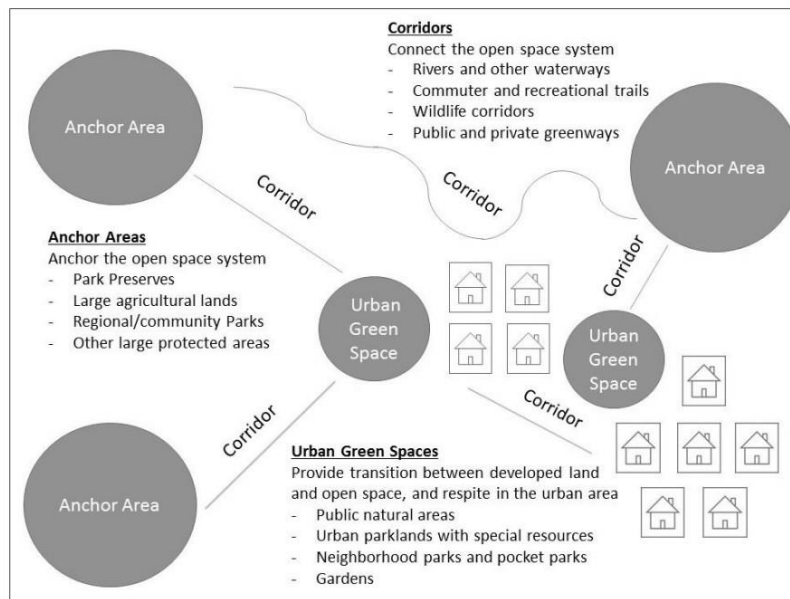 Corridors
Connect the open space system
- Rivers and other waterways
- Commuter and recreational trails
- Wildlife corridors
- Public and private greenways
Anchor Area
Anchor Area
Corridor
Corridor
Anchor Areas
Anchor the open space system
- Park Preserves
- Large agricultural lands
- Regional/community Parks
- Other large protected areas
Corridor
Urban
Green
Space
Urban
Green
Space
Corridor
Corridor
Anchor Area
Urban Green Spaces
Provide transition between developed land
and open space, and respite in the urban area
- Public natural areas
- Urban parklands with special resources
- Neighborhood parks and pocket parks
- Gardens